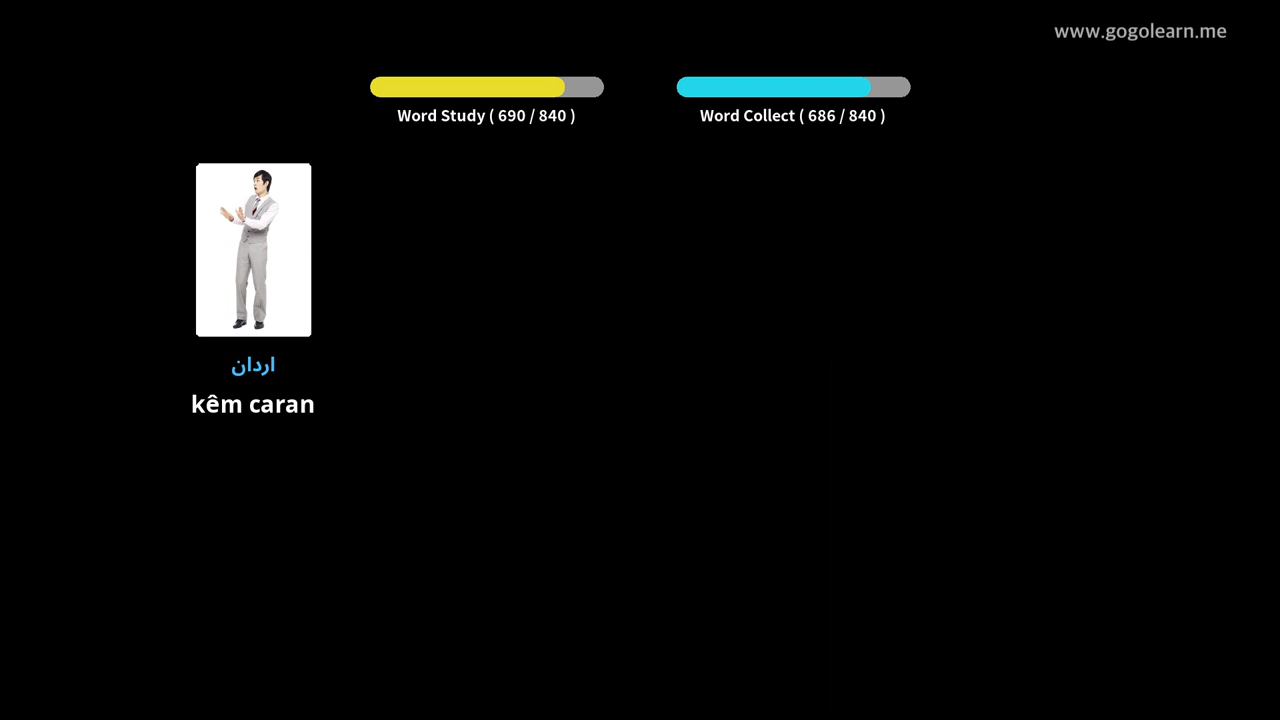 www.gogolearn.me
Word Study ( 690 / 840 )
Word Collect ( 686 / 840 )
اردان
kêm caran